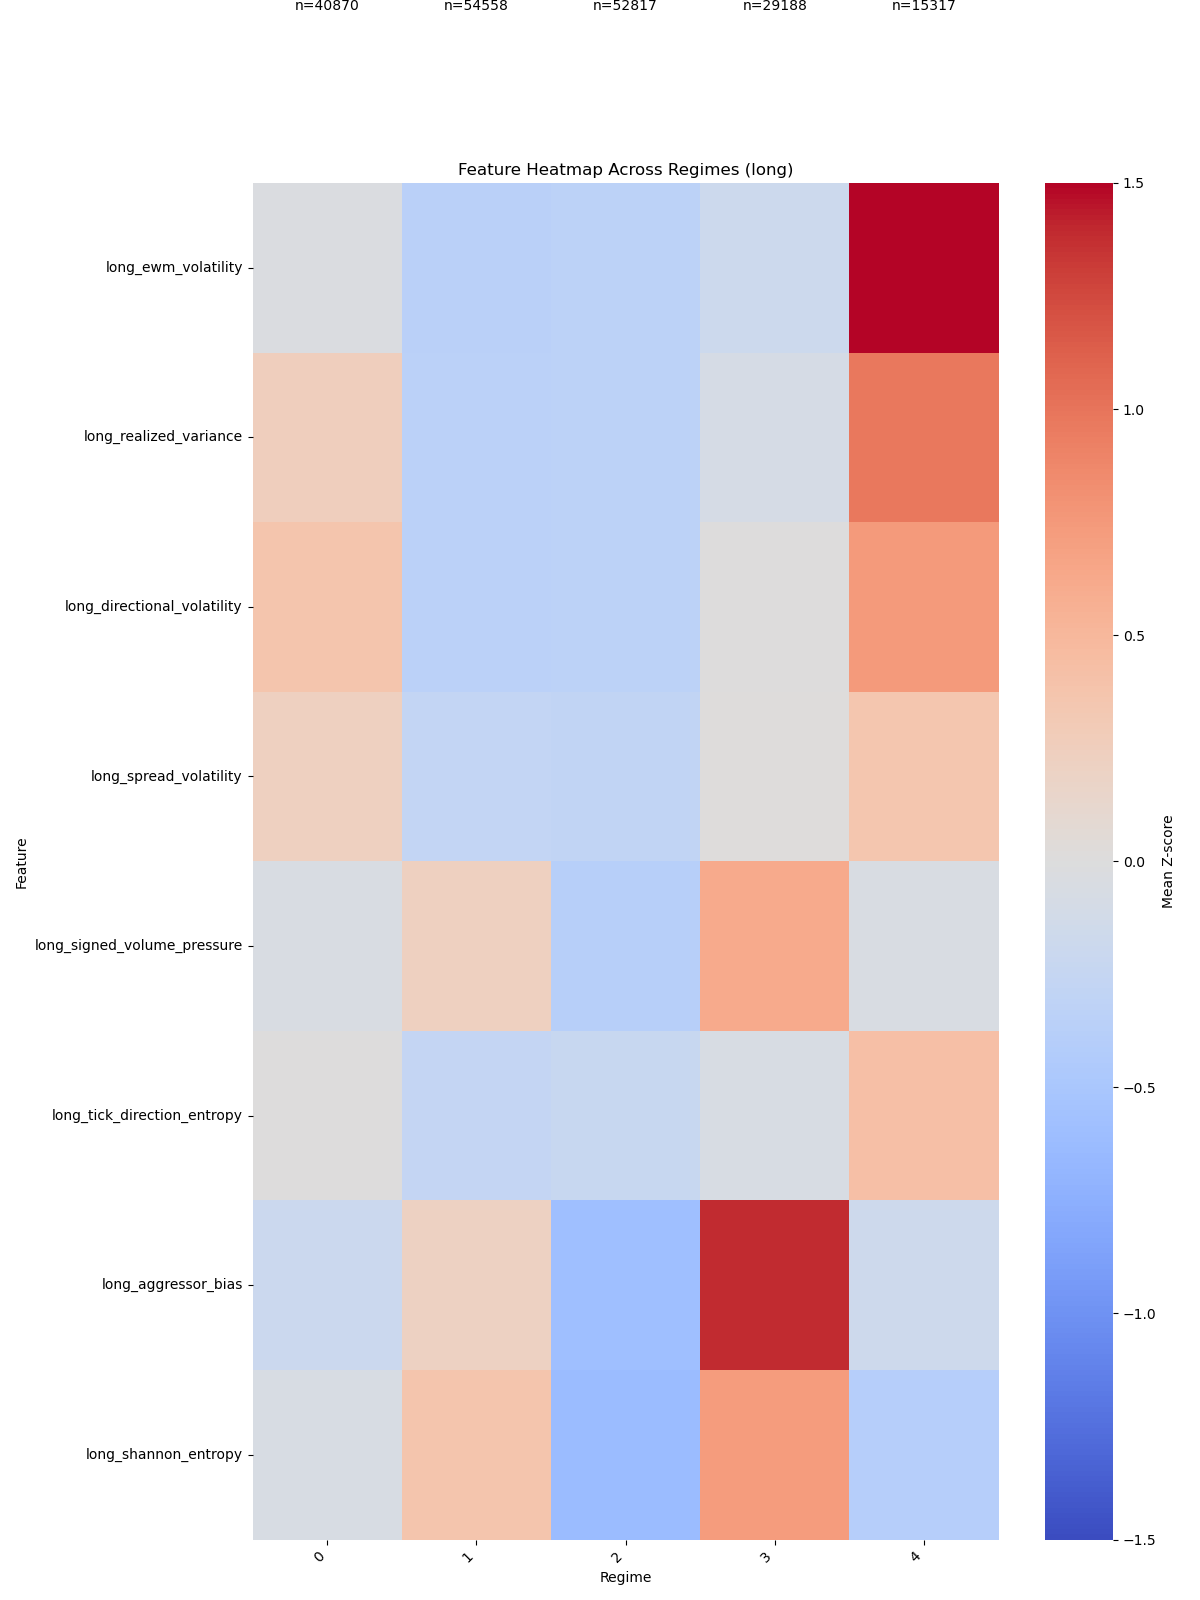 n=40870 n=54558 n=52817 n=29188 n=15317
Feature Heatmap Across Regimes (long)
long_ewm_volatility
long_realized_variance
long_directional_volatility
long_spread_volatility
long_signed_volume_pressure
long_tick_direction_entropy
long_aggressor_bias
long_shannon_entropy
Feature
0 1 2 3 4
Regime
1.5
1.0
0.5
0.0
−0.5
−1.0
−1.5
Mean Z-score